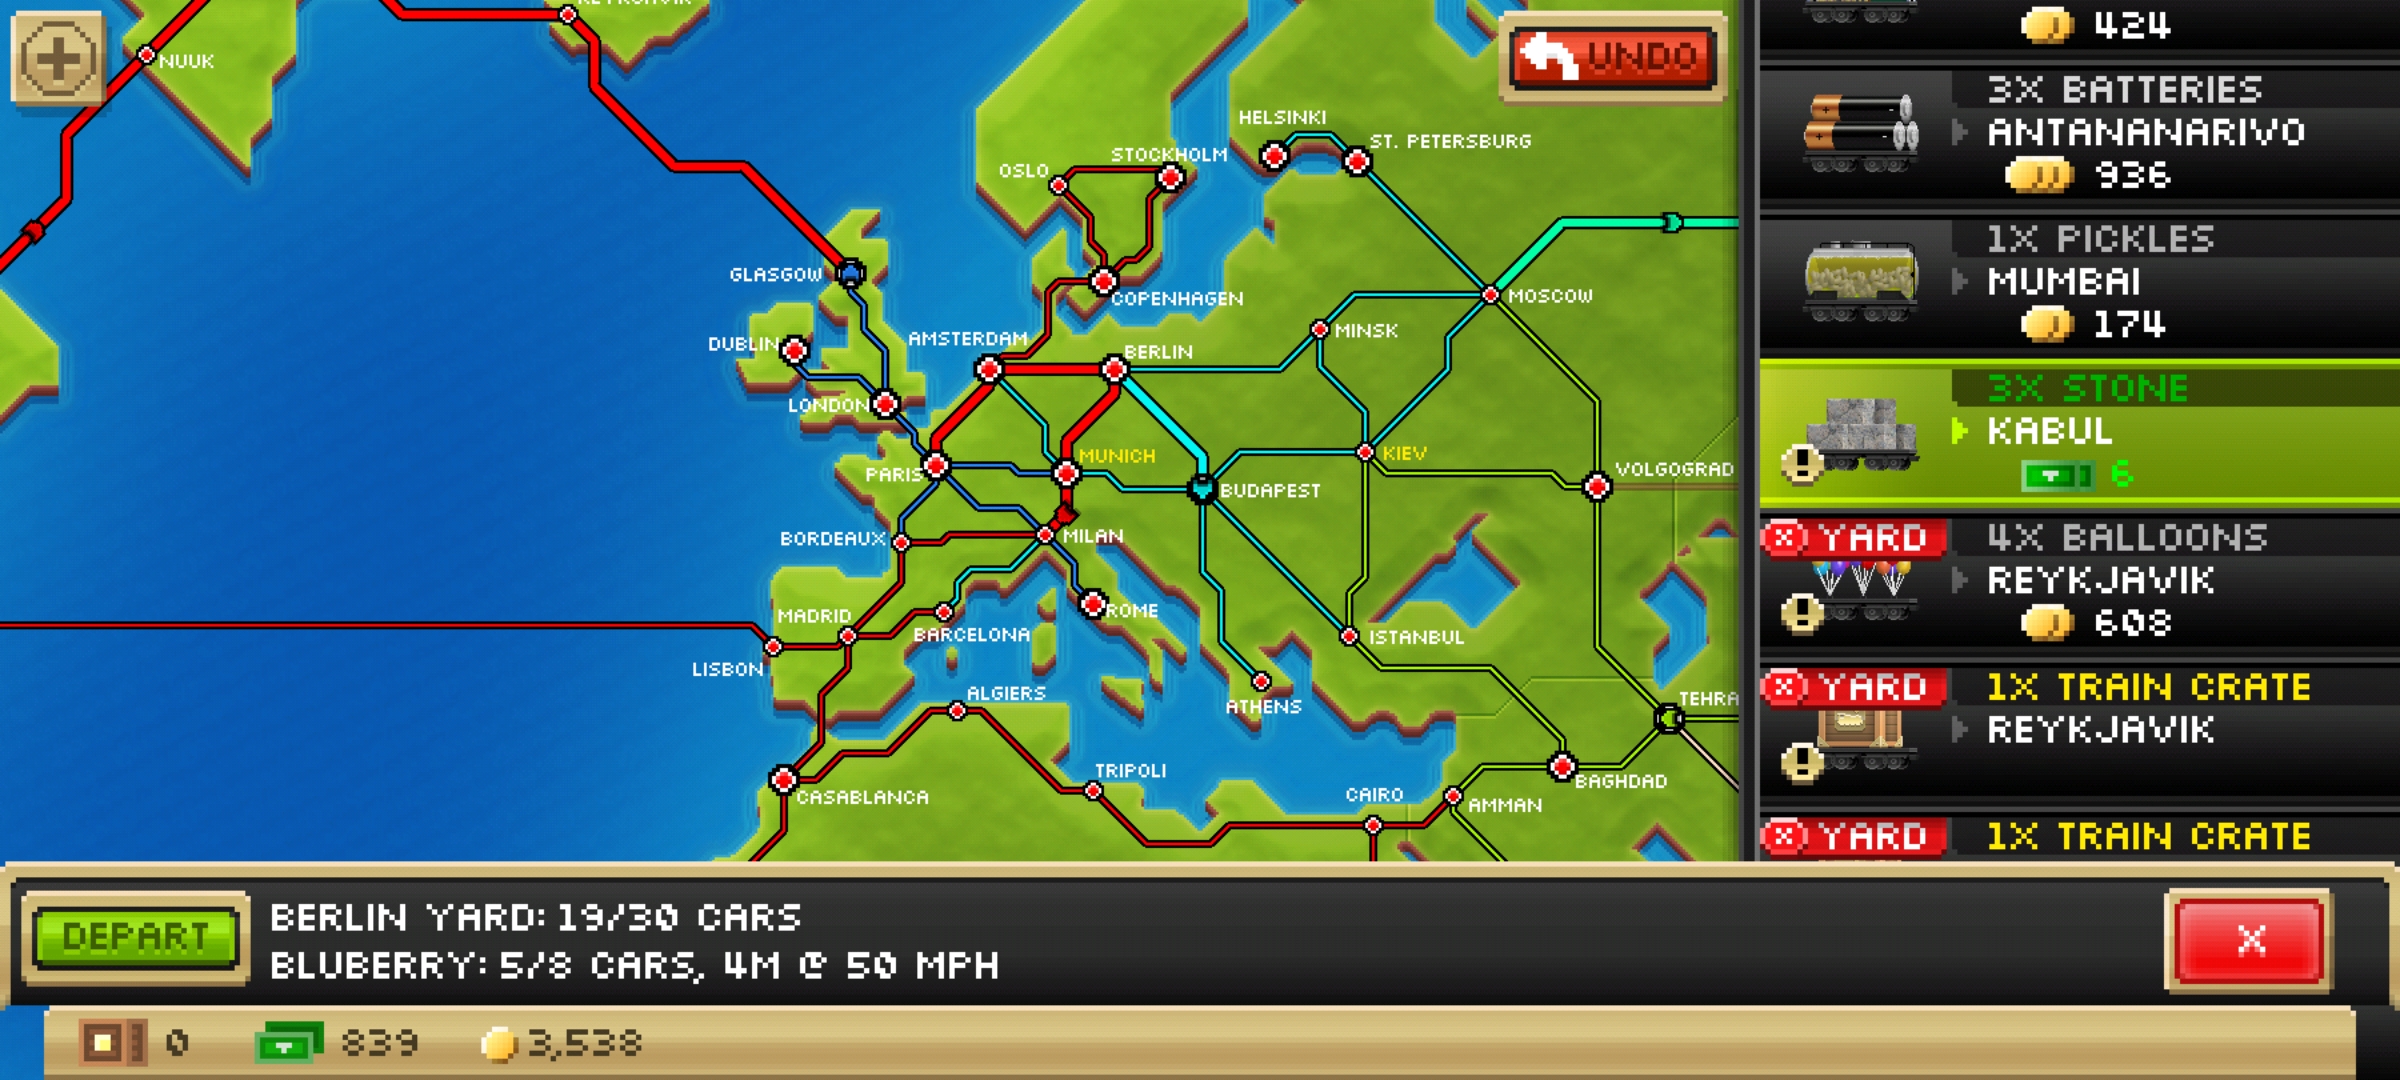 NUUK
UNDO
HELSINKI
ST. PETERSBURG
STOCKHOLM
OSLO
GLASGOW
COPENHAGEN
MOSCOW
DUBLIN
AMSTERDAM
BERLIN
MINSK
LONDON
PARIS
MUNICH
KIEV
VOLGOGRAD
BUDAPEST
BORDEAUX
MILAN
MADRID
BARCELONA
ROME
ISTANBUL
LISBON
ALGIERS
ATHENS
TEHRA
CASABLANCA
TRIPOLI
CAIRO
AMMAN
BAGHDAD
424
3X BATTERIES
ANTANANARIVO
936
1X PICKLES
MUMBAI
174
3X STONE
KABUL
6
YARD
4X BALLOONS
REYKJAVIK
608
YARD
1X TRAIN CRATE
REYKJAVIK
YARD
1X TRAIN CRATE
DEPART
BERLIN YARD: 19/30 CARS
BLUBERRY: 5/8 CARS, 4M @ 50 MPH
X
0
839
3,538